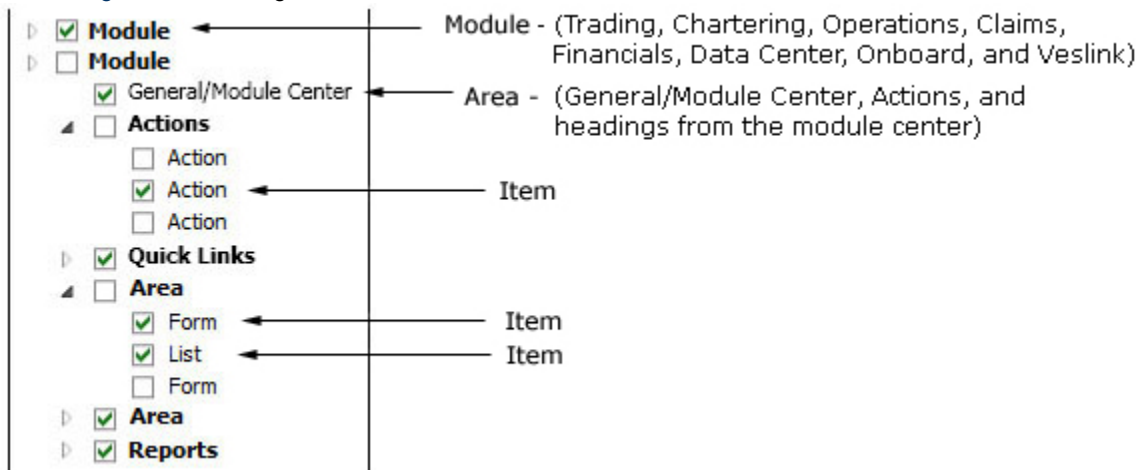 Module
Module - (Trading, Chartering, Operations, Claims,
Financials, Data Center, Onboard, and Veslink)
Module
General/Module Center
Area - (General/Module Center, Actions, and
headings from the module center)
Actions
Action
Action
Item
Action
Quick Links
Area
Form
Item
List
Item
Form
Area
Reports